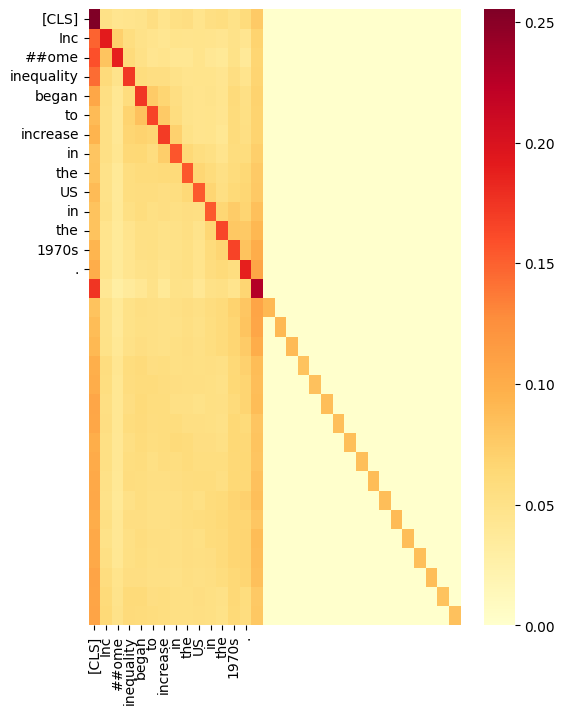 [CLS]
Inc
##ome
inequality
began
to
increase
in
the
US
in
the
1970s
.
0.25
0.20
0.15
0.10
0.05
0.00
[CLS]
Inc
##ome
inequality
began
to
increase
in
the
US
in
the
1970s
.